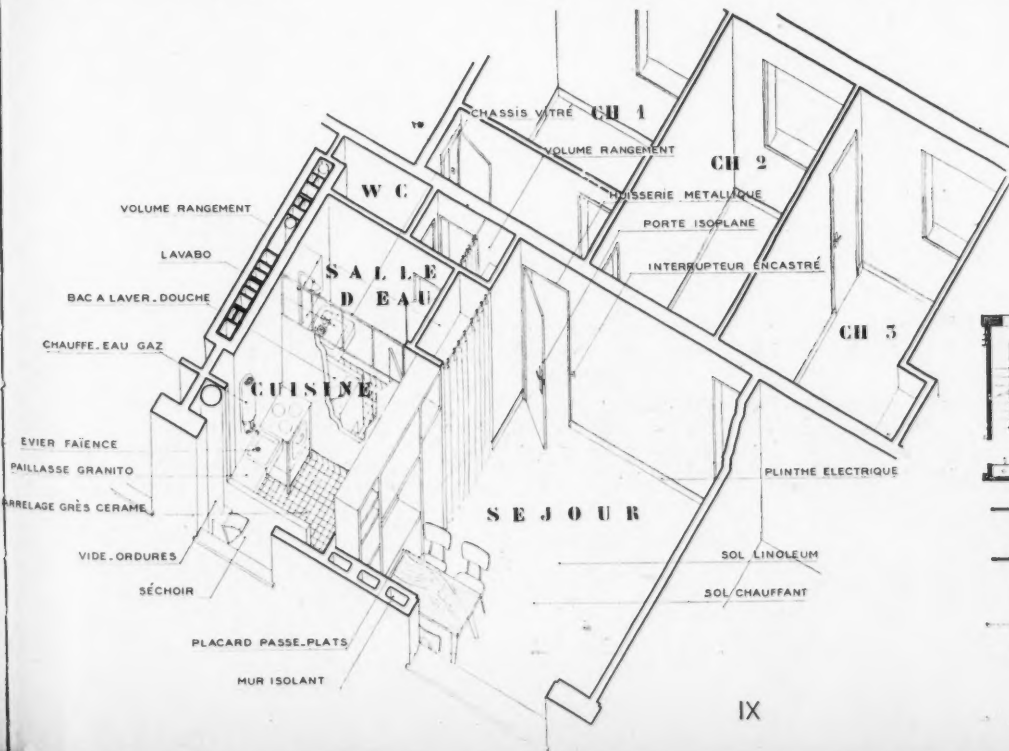 CHASSIS VITRÉ
CH 1
VOLUME RANGEMENT
CH 2
HUISSERIE METALLIQUE
PORTE ISOPLANE
INTERRUPTEUR ENCASTRÉ
CH 3
WC
VOLUME RANGEMENT
LAVABO
SALLE
D EAU
BAC A LAVER_DOUCHE
CHAUFFE_EAU GAZ
CUISINE
EVIER FAÏENCE
PAILLASSE GRANITO
ARRELAGE GRÈS CERAME
VIDE_ORDURES
SÉCHOIR
PLACARD PASSE_PLATS
MUR ISOLANT
SEJOUR
PLINTHE ELECTRIQUE
SOL LINOLEUM
SOL CHAUFFANT
IX